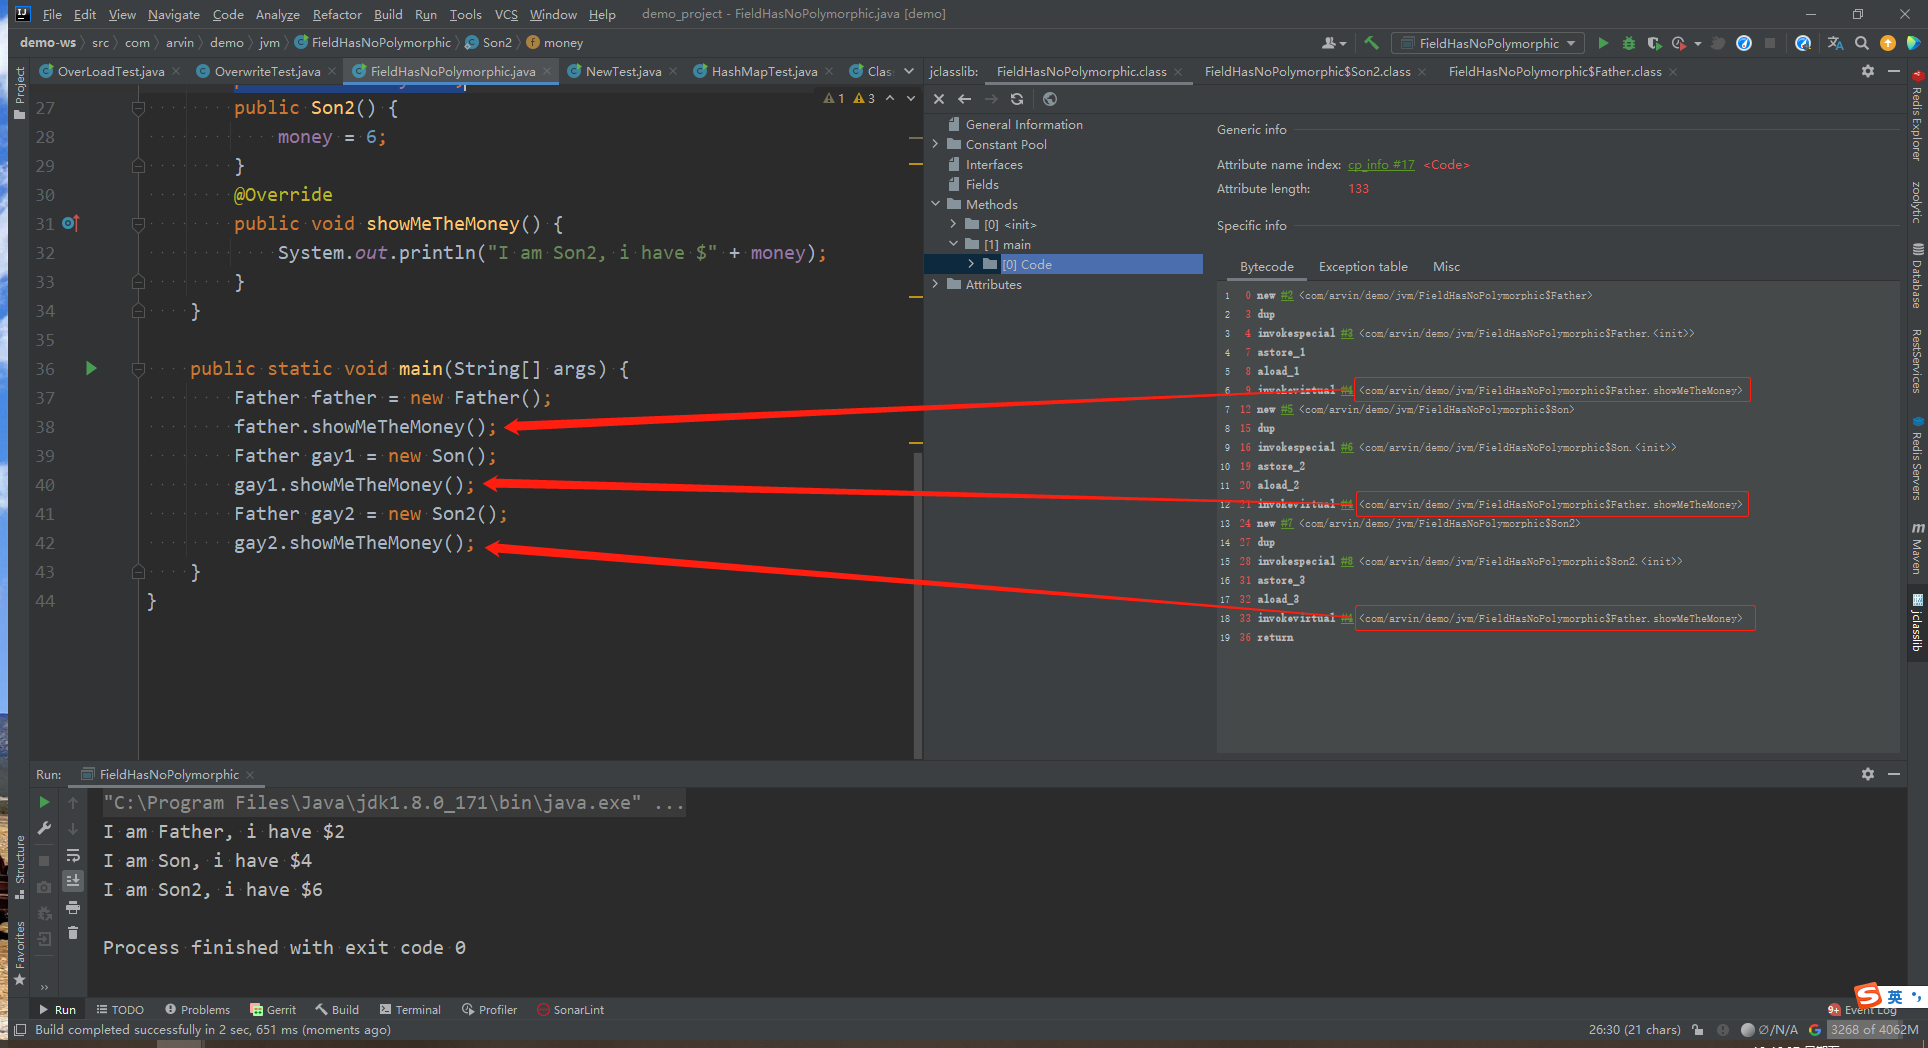 File Edit View Navigate Code Analyze Refactor Build Run Tools VCS Window Help demo_project - FieldHasNoPolymorphic.java [demo]
demo-ws src com arvin demo jvm FieldHasNoPolymorphic Son2 money
FieldHasNoPolymorphic
OverLoadTest.java OverwriteTest.java FieldHasNoPolymorphic.java NewTest.java HashMapTest.java Clas
jclasslib: FieldHasNoPolymorphic.class FieldHasNoPolymorphic$Son2.class FieldHasNoPolymorphic$Father.class
Project
1 3
27 public Son2() {
28 money = 6;
29 }
30 @Override
31 public void showMeTheMoney() {
32 System.out.println("I am Son2, i have $" + money);
33 }
34 }
35
36 public static void main(String[] args) {
37 Father father = new Father();
38 father.showMeTheMoney();
39 Father gay1 = new Son();
40 gay1.showMeTheMoney();
41 Father gay2 = new Son2();
42 gay2.showMeTheMoney();
43 }
44 }
General Information
Constant Pool
Interfaces
Fields
Methods
[0] <init>
[1] main
[0] Code
Attributes
Generic info
Attribute name index: cp_info #17 <Code>
Attribute length: 133
Specific info
Bytecode Exception table Misc
1 0 new #2 <com/arvin/demo/jvm/FieldHasNoPolymorphic$Father>
2 3 dup
3 4 invokespecial #3 <com/arvin/demo/jvm/FieldHasNoPolymorphic$Father.<init>>
4 7 astore_1
5 8 aload_1
6 9 invokevirtual #4 <com/arvin/demo/jvm/FieldHasNoPolymorphic$Father.showMeTheMoney>
7 12 new #5 <com/arvin/demo/jvm/FieldHasNoPolymorphic$Son>
8 15 dup
9 16 invokespecial #6 <com/arvin/demo/jvm/FieldHasNoPolymorphic$Son.<init>>
10 19 astore_2
11 20 aload_2
12 21 invokevirtual #4 <com/arvin/demo/jvm/FieldHasNoPolymorphic$Father.showMeTheMoney>
13 24 new #7 <com/arvin/demo/jvm/FieldHasNoPolymorphic$Son2>
14 27 dup
15 28 invokespecial #8 <com/arvin/demo/jvm/FieldHasNoPolymorphic$Son2.<init>>
16 31 astore_3
17 32 aload_3
18 33 invokevirtual #4 <com/arvin/demo/jvm/FieldHasNoPolymorphic$Father.showMeTheMoney>
19 36 return
Redis Explorer
zoolytic
Database
RestServices
Redis Servers
Maven
jclasslib
Run: FieldHasNoPolymorphic
"C:\Program Files\Java\jdk1.8.0_171\bin\java.exe" ...
I am Father, i have $2
I am Son, i have $4
I am Son2, i have $6
Process finished with exit code 0
Structure
Favorites
Run TODO Problems Gerrit Build Terminal Profiler SonarLint
9+ Event Log
英
Build completed successfully in 2 sec, 651 ms (moments ago)
26:30 (21 chars) ∅/N/A 3268 of 4062M